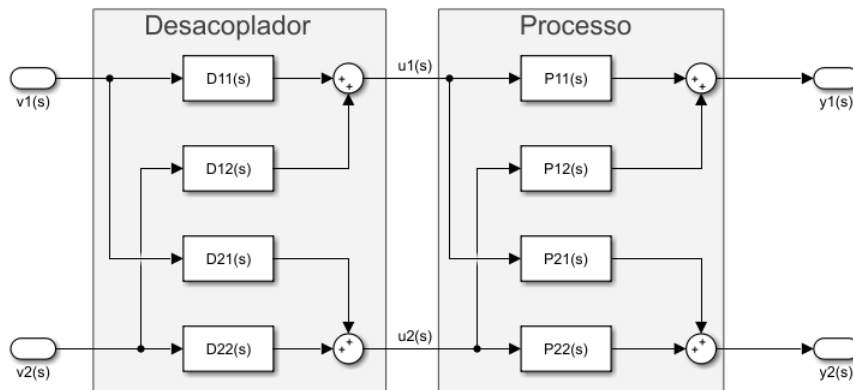 Desacoplador
Processo
v1(s)
D11(s)
+
+
u1(s)
P11(s)
+
+
y1(s)
D12(s)
P12(s)
D21(s)
P21(s)
v2(s)
D22(s)
+
+
u2(s)
P22(s)
+
+
y2(s)